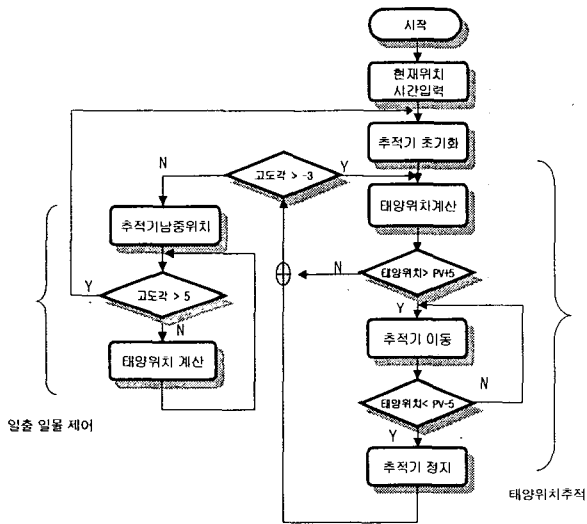 시작
현재위치
시간입력
추적기 초기화
N
고도각 > -3
Y
태양위치계산
추적기남중위치
태양위치> PV+5
N
Y
Y
고도각 > 5
N
추적기 이동
태양위치 계산
태양위치< PV-5
N
Y
일출 일몰 제어
추적기 정지
태양위치추적